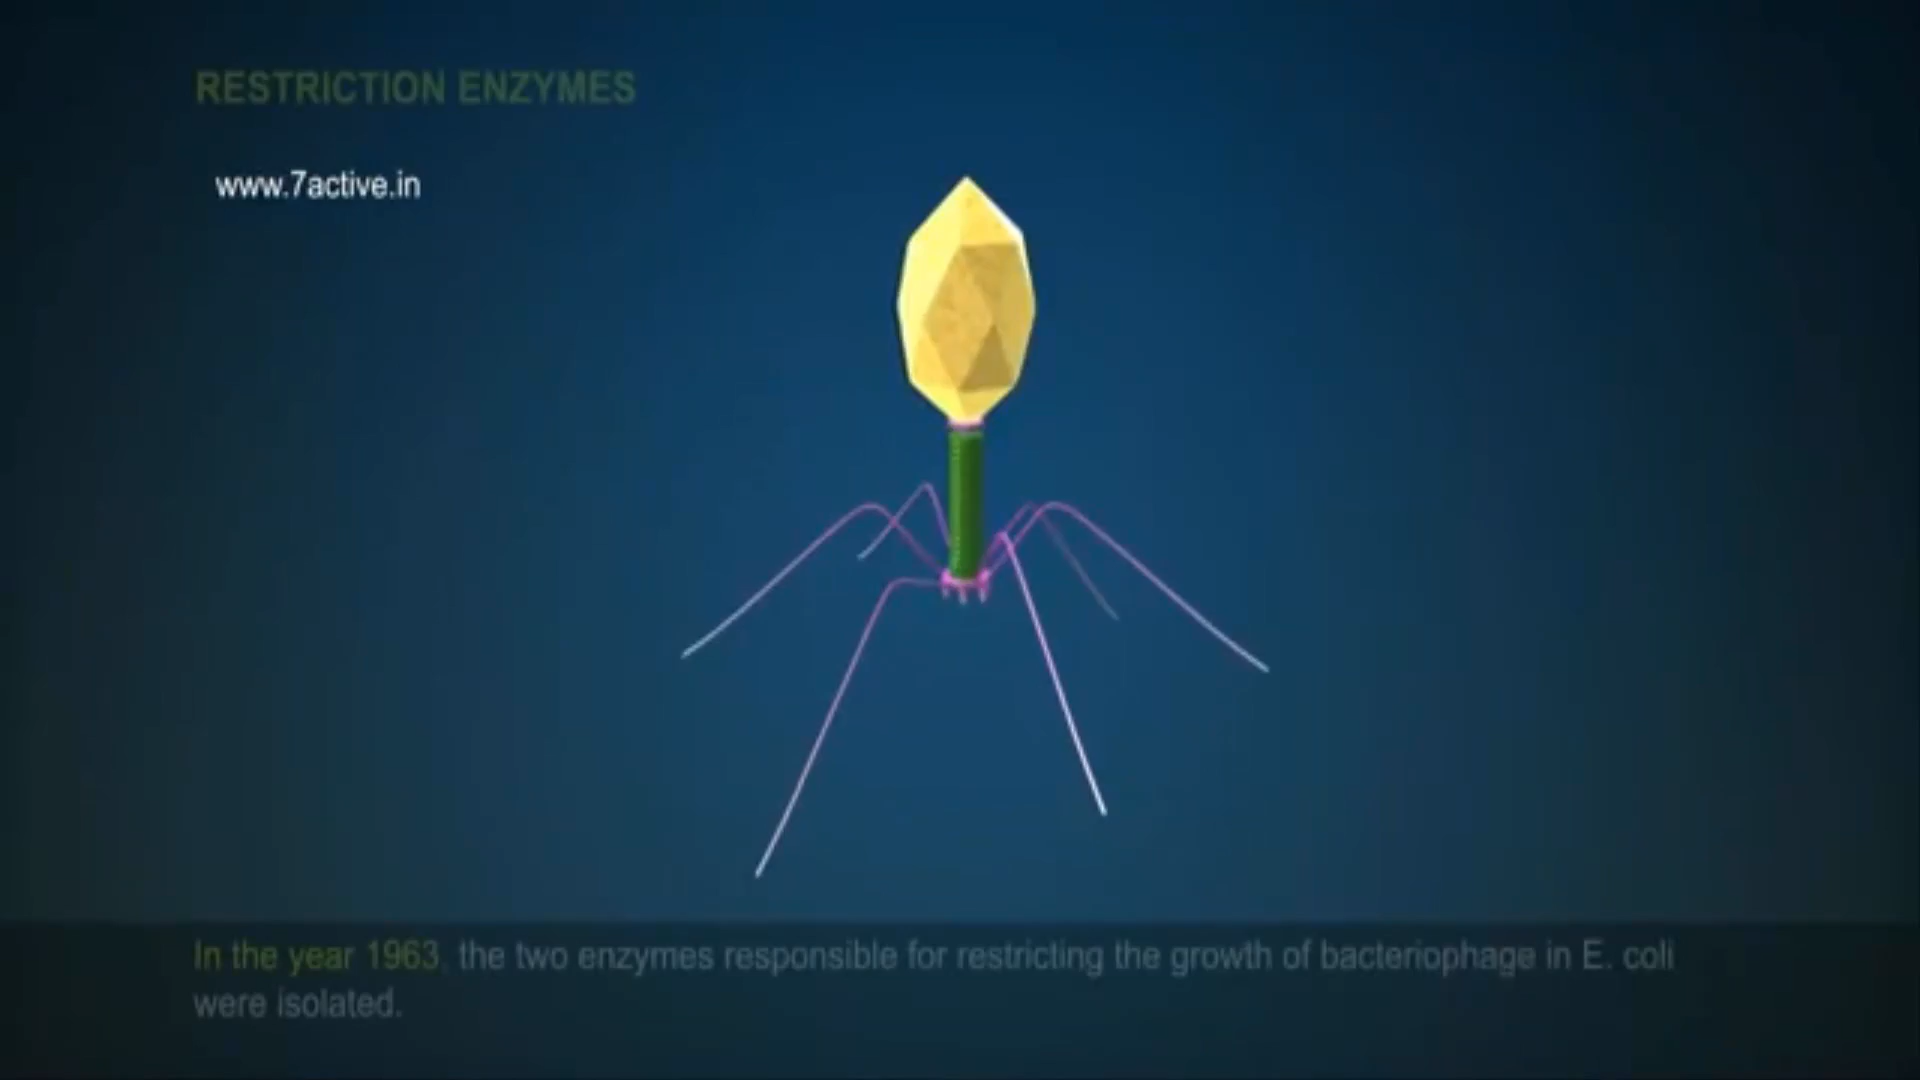 RESTRICTION ENZYMES
www.7active.in
In the year 1963, the two enzymes responsible for restricting the growth of bacteriophage in E. coli
were isolated.